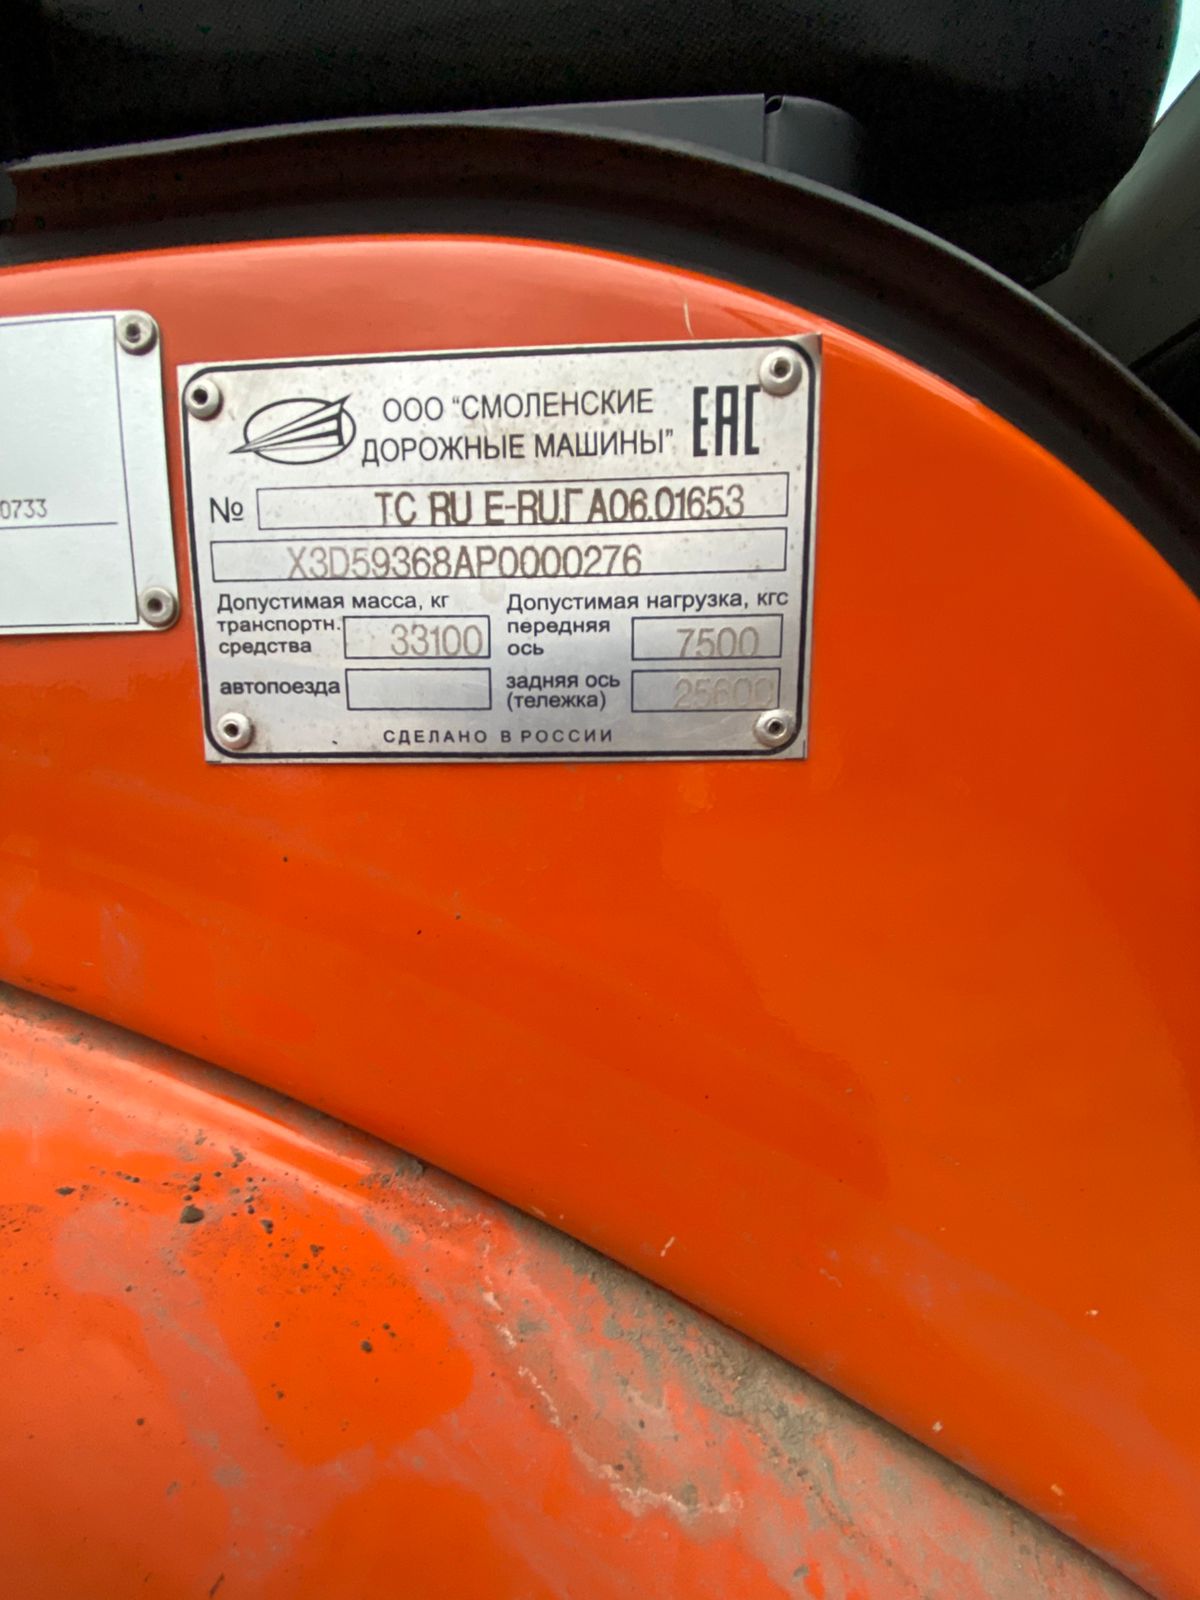 0733
ООО "СМОЛЕНСКИЕ
ДОРОЖНЫЕ МАШИНЫ"
ЕАС
№ ТС RU E-RU.ГА06.01653
X3D59368AP0000276
Допустимая масса, кг
транспортн.
средства 33100
автопоезда
Допустимая нагрузка, кгс
передняя
ось 7500
задняя ось
(тележка) 25600
СДЕЛАНО В РОССИИ